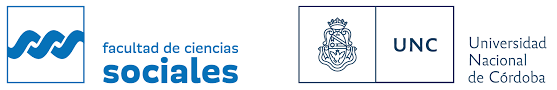 facultad de ciencias
sociales
UNC
Universidad
Nacional
de Córdoba